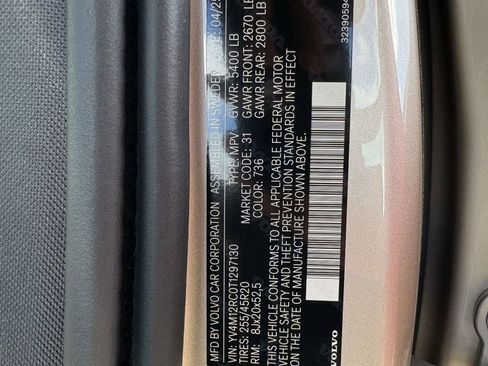 MFD BY VOLVO CAR CORPORATION ASSEMBLED IN SWEDEN
VIN: YV4M12RC0T1297130 TYPE: MPV GVWR: 5400 LB
TIRES: 255/45R20 MARKET CODE: 31 GAWR FRONT: 2670 LB
RIM: 8Jx20x52,5 COLOR: 736 GAWR REAR: 2800 LB
THIS VEHICLE CONFORMS TO ALL APPLICABLE FEDERAL MOTOR
VEHICLE SAFETY AND THEFT PREVENTION STANDARDS IN EFFECT
ON THE DATE OF MANUFACTURE SHOWN ABOVE.
VOLVO